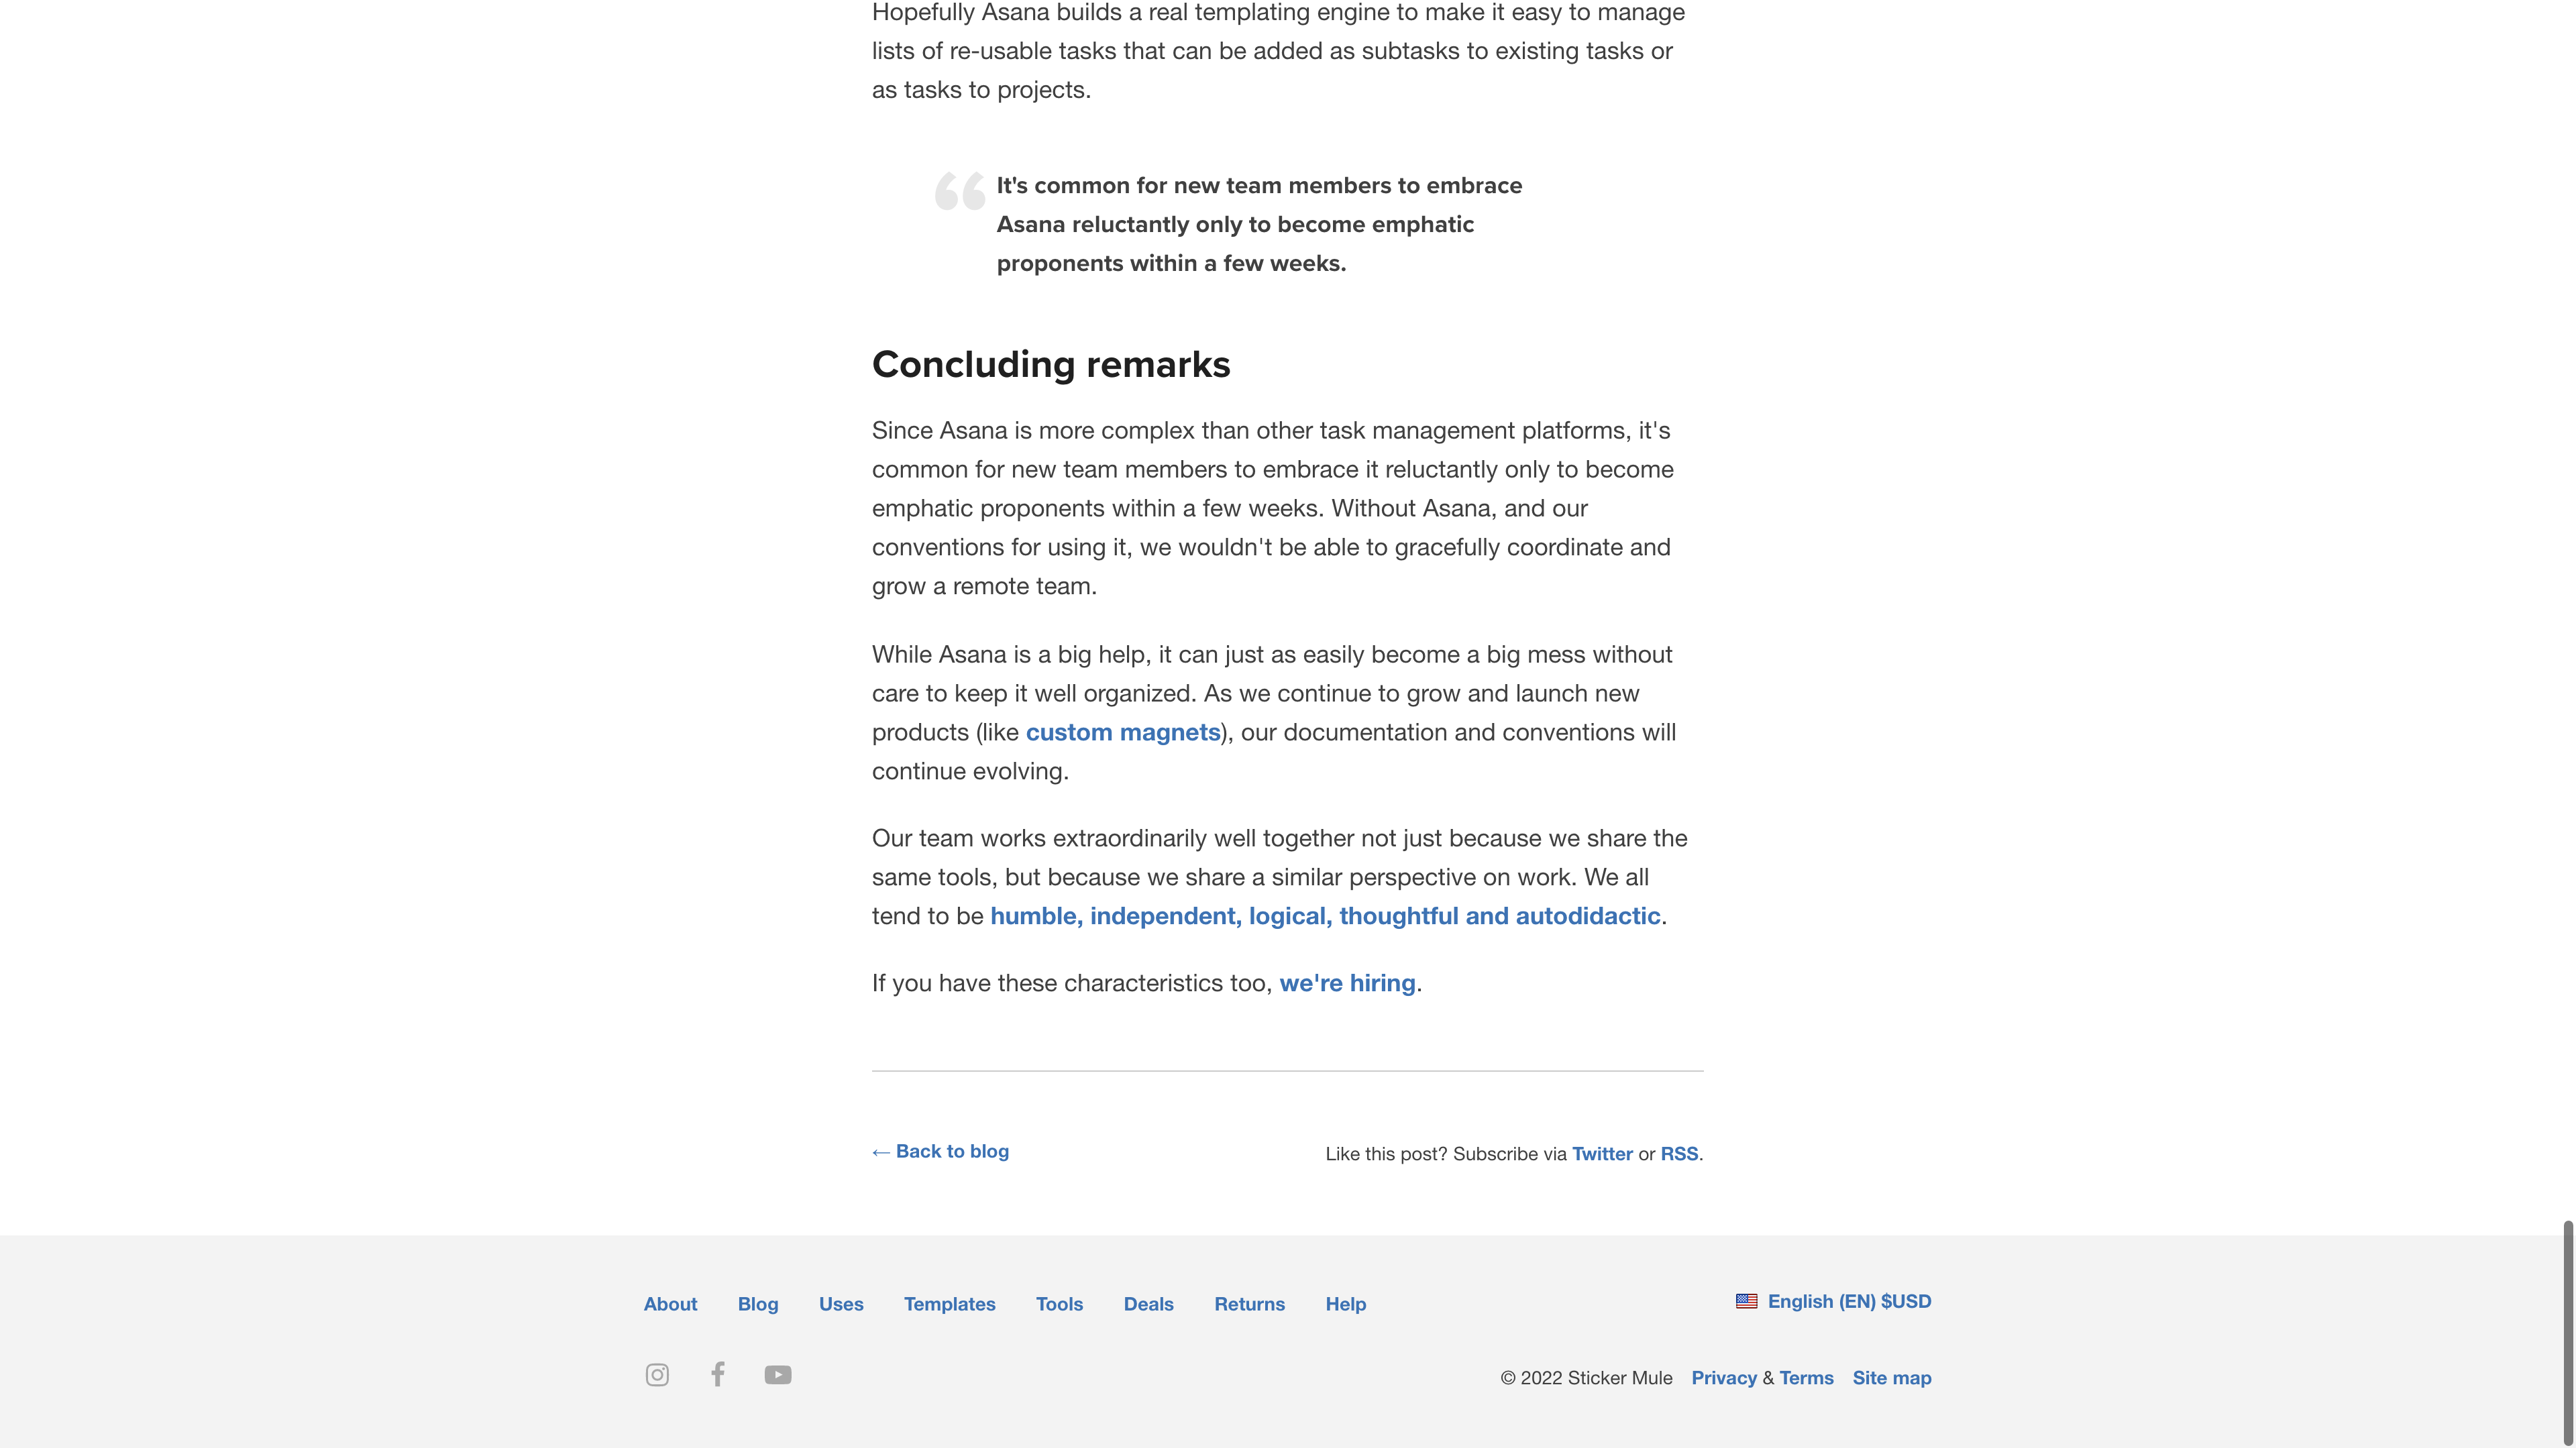 Hopefully Asana builds a real templating engine to make it easy to manage
lists of re-usable tasks that can be added as subtasks to existing tasks or
as tasks to projects.
It's common for new team members to embrace
Asana reluctantly only to become emphatic
proponents within a few weeks.
Concluding remarks
Since Asana is more complex than other task management platforms, it's
common for new team members to embrace it reluctantly only to become
emphatic proponents within a few weeks. Without Asana, and our
conventions for using it, we wouldn't be able to gracefully coordinate and
grow a remote team.
While Asana is a big help, it can just as easily become a big mess without
care to keep it well organized. As we continue to grow and launch new
products (like custom magnets), our documentation and conventions will
continue evolving.
Our team works extraordinarily well together not just because we share the
same tools, but because we share a similar perspective on work. We all
tend to be humble, independent, logical, thoughtful and autodidactic.
If you have these characteristics too, we're hiring.
← Back to blog
Like this post? Subscribe via Twitter or RSS.
About Blog Uses Templates Tools Deals Returns Help
English (EN) $USD
© 2022 Sticker Mule Privacy & Terms Site map